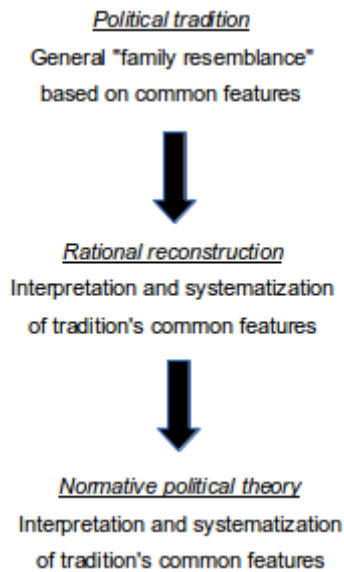 Political tradition
General "family resemblance"
based on common features
Rational reconstruction
Interpretation and systematization
of tradition's common features
Normative political theory
Interpretation and systematization
of tradition's common features